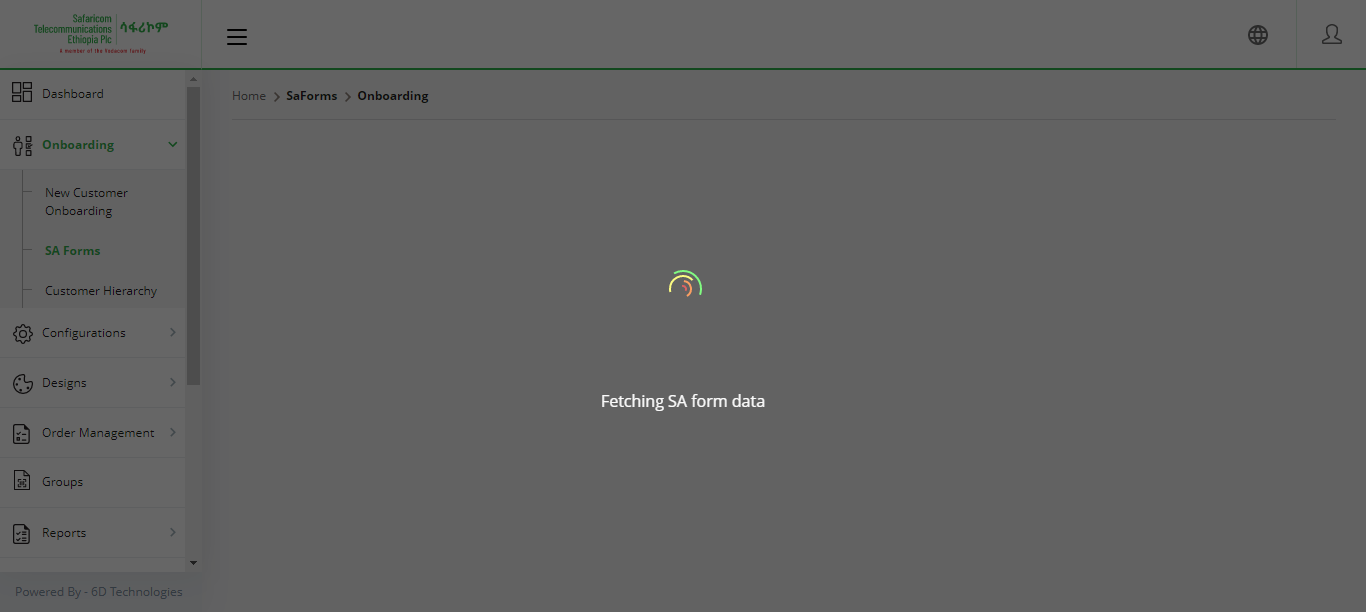 Safaricom
Telecommunications
Ethiopia Plc
ሳፋሪኮም
A member of the Vodacom family
Dashboard
Home > SaForms > Onboarding
Onboarding
New Customer
Onboarding
SA Forms
Customer Hierarchy
Configurations
Designs
Order Management
Groups
Reports
Fetching SA form data
Powered By - 6D Technologies